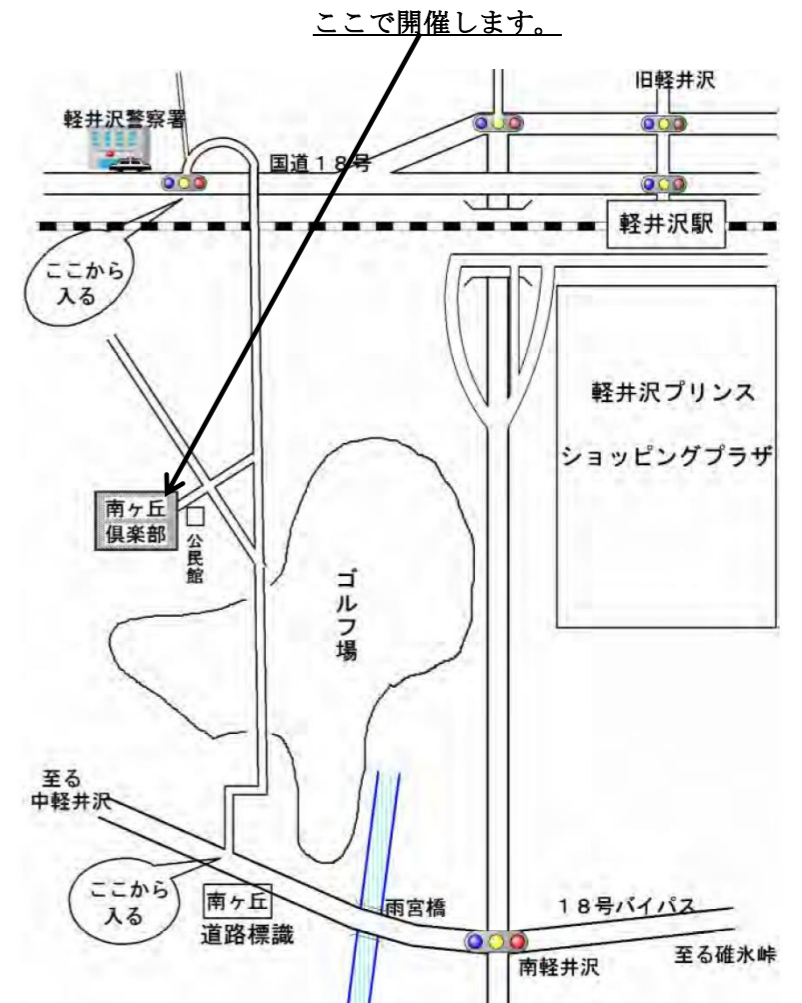 ここで開催します。
旧軽井沢
軽井沢警察署
国道１８号
軽井沢駅
ここから
入る
軽井沢プリンス
ショッピングプラザ
南ヶ丘
倶楽部
公民館
ゴルフ場
至る
中軽井沢
ここから
入る
南ヶ丘
道路標識
雨宮橋
１８号バイパス
南軽井沢
至る碓氷峠